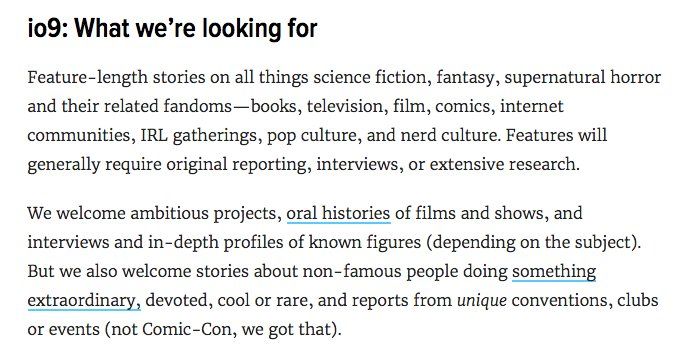 io9: What we’re looking for
Feature-length stories on all things science fiction, fantasy, supernatural horror
and their related fandoms—books, television, film, comics, internet
communities, IRL gatherings, pop culture, and nerd culture. Features will
generally require original reporting, interviews, or extensive research.
We welcome ambitious projects, oral histories of films and shows, and
interviews and in-depth profiles of known figures (depending on the subject).
But we also welcome stories about non-famous people doing something
extraordinary, devoted, cool or rare, and reports from unique conventions, clubs
or events (not Comic-Con, we got that).